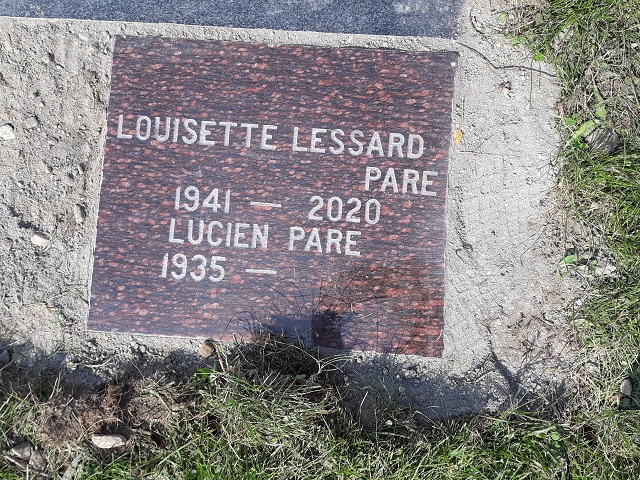 LOUISETTE LESSARD
PARE
1941 — 2020
LUCIEN PARE
1935 —